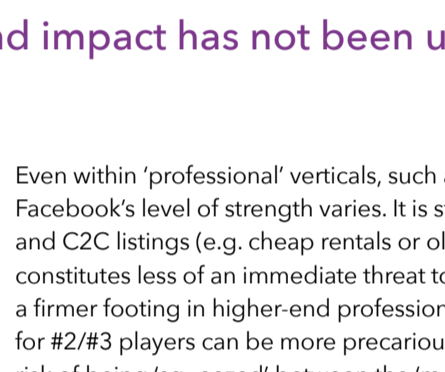 impact has not been
Even within ‘professional’ verticals, such
Facebook’s level of strength varies. It is
and C2C listings (e.g. cheap rentals or
constitutes less of an immediate threat
a firmer footing in higher-end
for #2/#3 players can be more